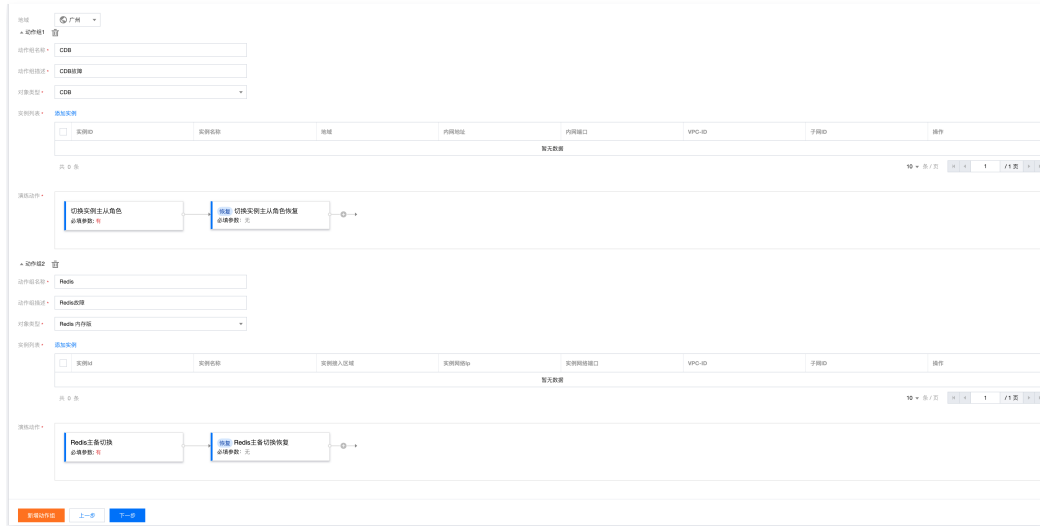 地域 广州
动作组1
动作组名称* CDB
动作组描述* CDB故障
对象类型* CDB
实例列表* 添加实例
实例ID 实例名称 地域 内网地址 内网端口 VPC-ID 子网ID 操作
暂无数据
共 0 条 10 条 / 页 1 / 1 页
演练动作*
切换实例主从角色
必填参数: 有
恢复 切换实例主从角色恢复
必填参数: 无
动作组2
动作组名称* Redis
动作组描述* Redis故障
对象类型* Redis 内存版
实例列表* 添加实例
实例Id 实例名称 实例接入区域 实例网络Ip 实例网络端口 VPC-ID 子网ID 操作
暂无数据
共 0 条 10 条 / 页 1 / 1 页
演练动作*
Redis主备切换
必填参数: 有
恢复 Redis主备切换恢复
必填参数: 无
新增动作组 上一步 下一步